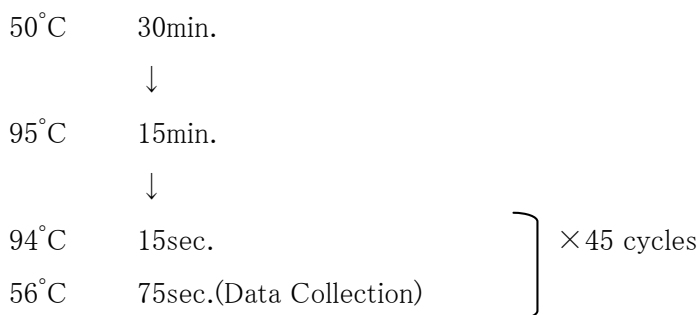 50°C 30min.
↓
95°C 15min.
↓
94°C 15sec.
×45 cycles
56°C 75sec.(Data Collection)